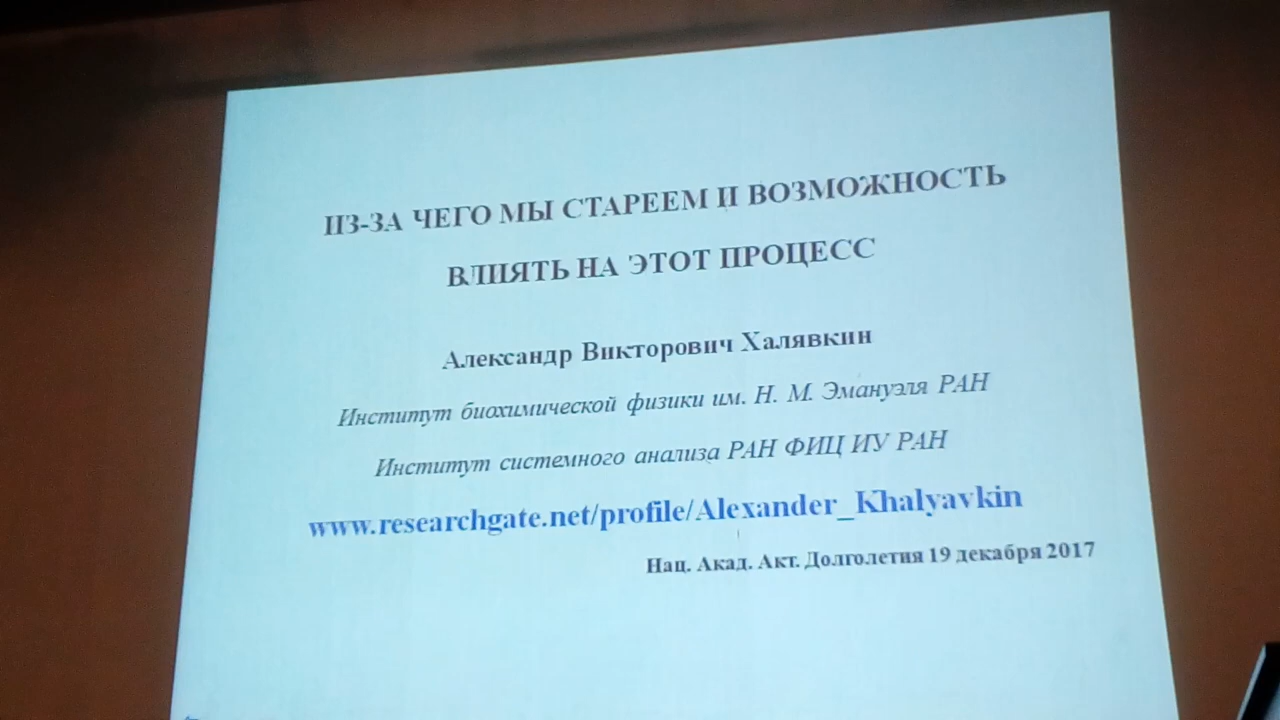 ИЗ-ЗА ЧЕГО МЫ СТАРЕЕМ И ВОЗМОЖНОСТЬ
ВЛИЯТЬ НА ЭТОТ ПРОЦЕСС
Александр Викторович Халявкин
Институт биохимической физики им. Н. М. Эмануэля РАН
Институт системного анализа РАН ФИЦ ИУ РАН
www.researchgate.net/profile/Alexander_Khalyavkin
Нац. Акад. Акт. Долголетия 19 декабря 2017